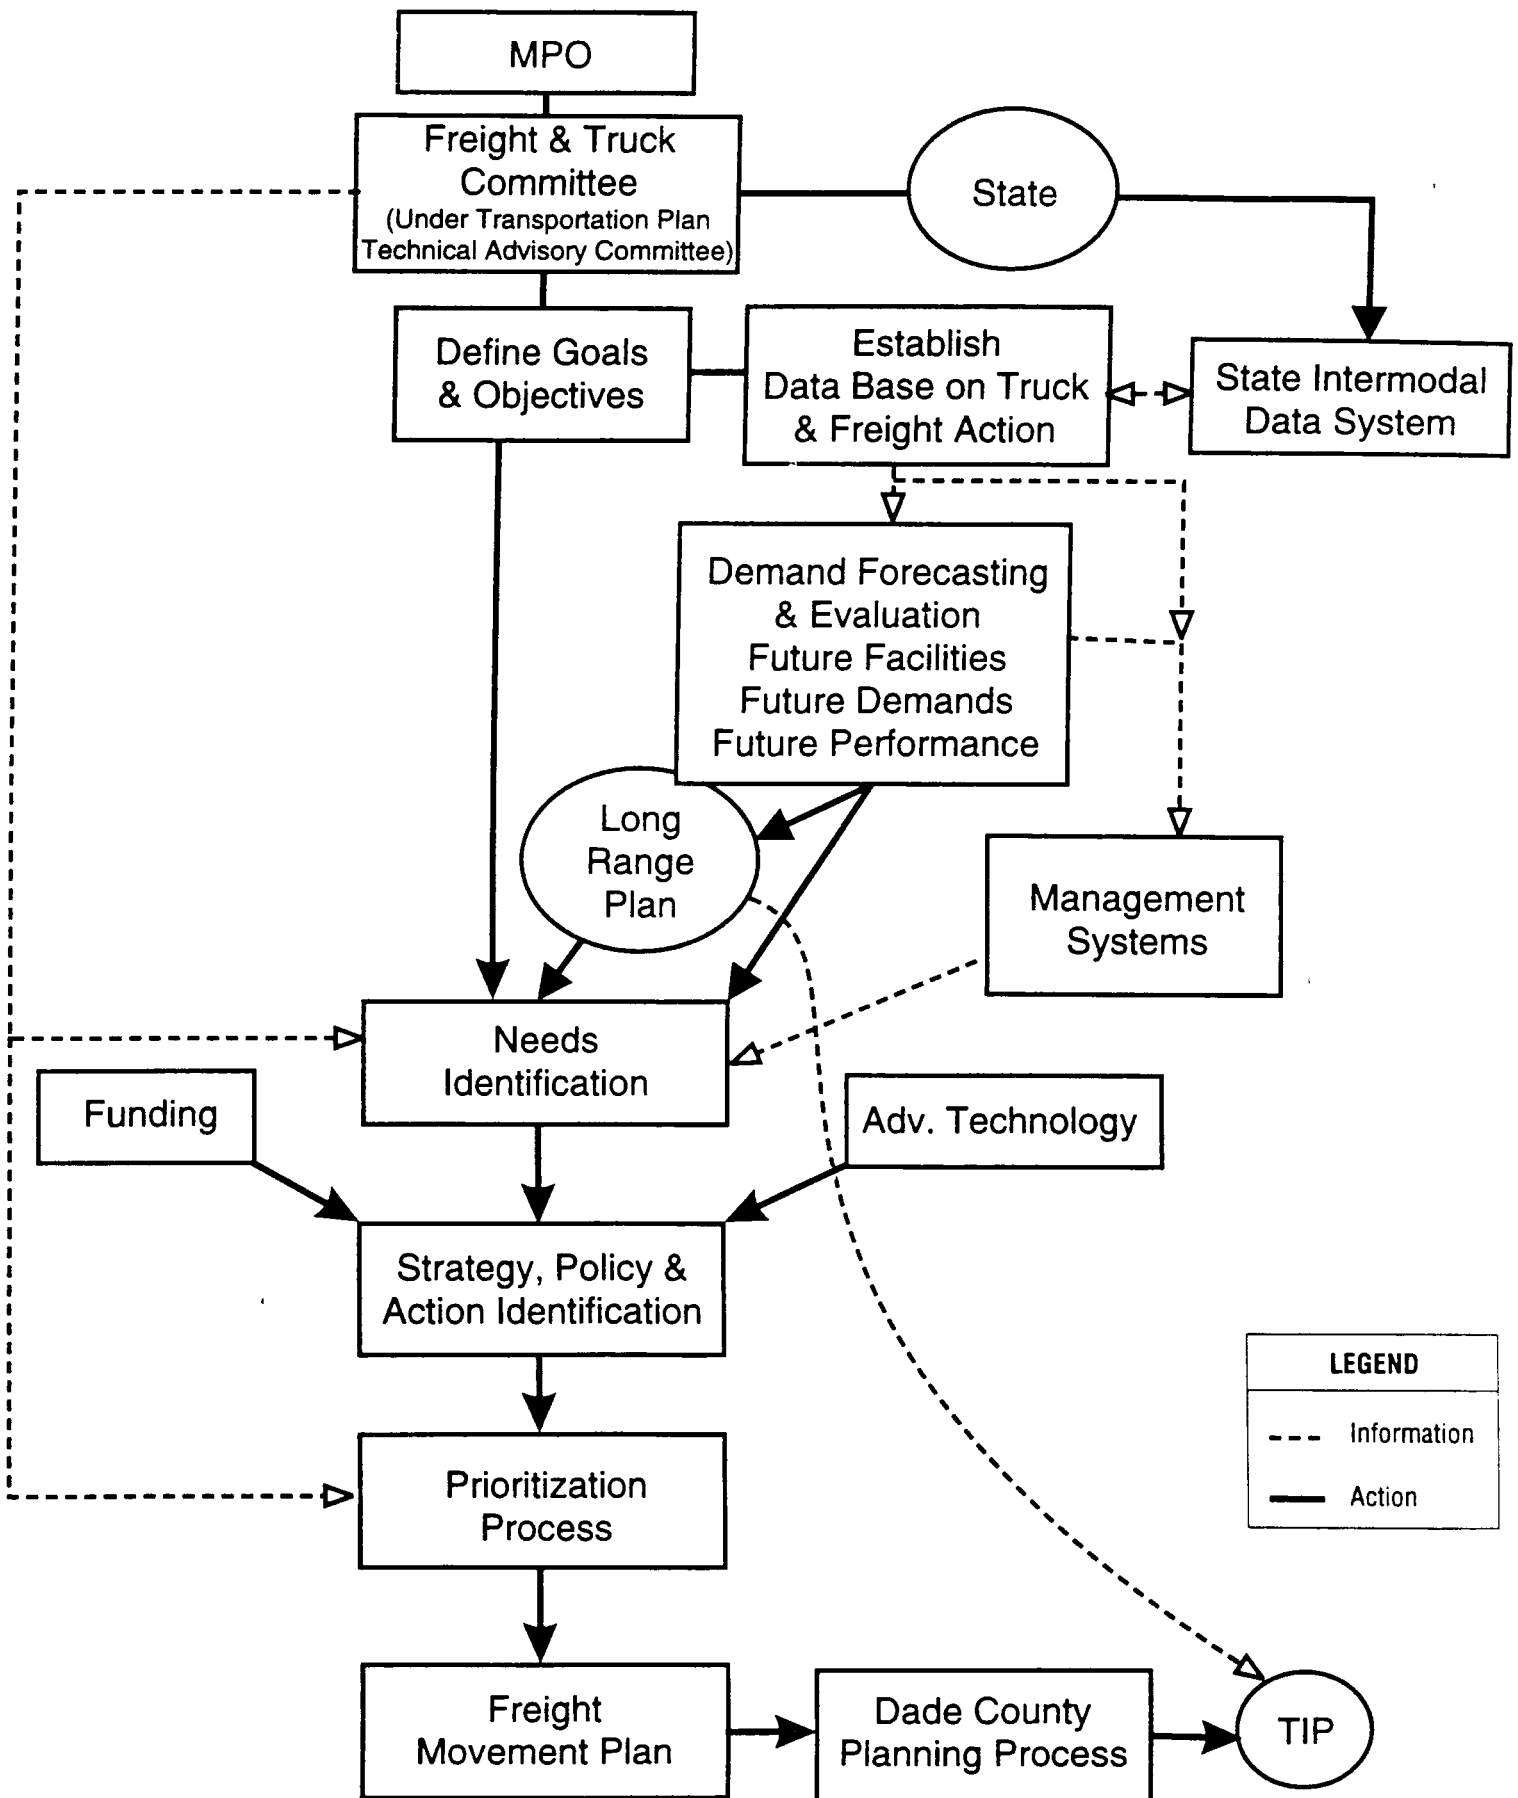 MPO
Freight & Truck
Committee
(Under Transportation Plan
Technical Advisory Committee)
State
Define Goals
& Objectives
Establish
Data Base on Truck
& Freight Action
State Intermodal
Data System
Demand Forecasting
& Evaluation
Future Facilities
Future Demands
Future Performance
Long
Range
Plan
Management
Systems
Needs
Identification
Funding
Adv. Technology
Strategy, Policy &
Action Identification
LEGEND
Information
Action
Prioritization
Process
Freight
Movement Plan
Dade County
Planning Process
TIP